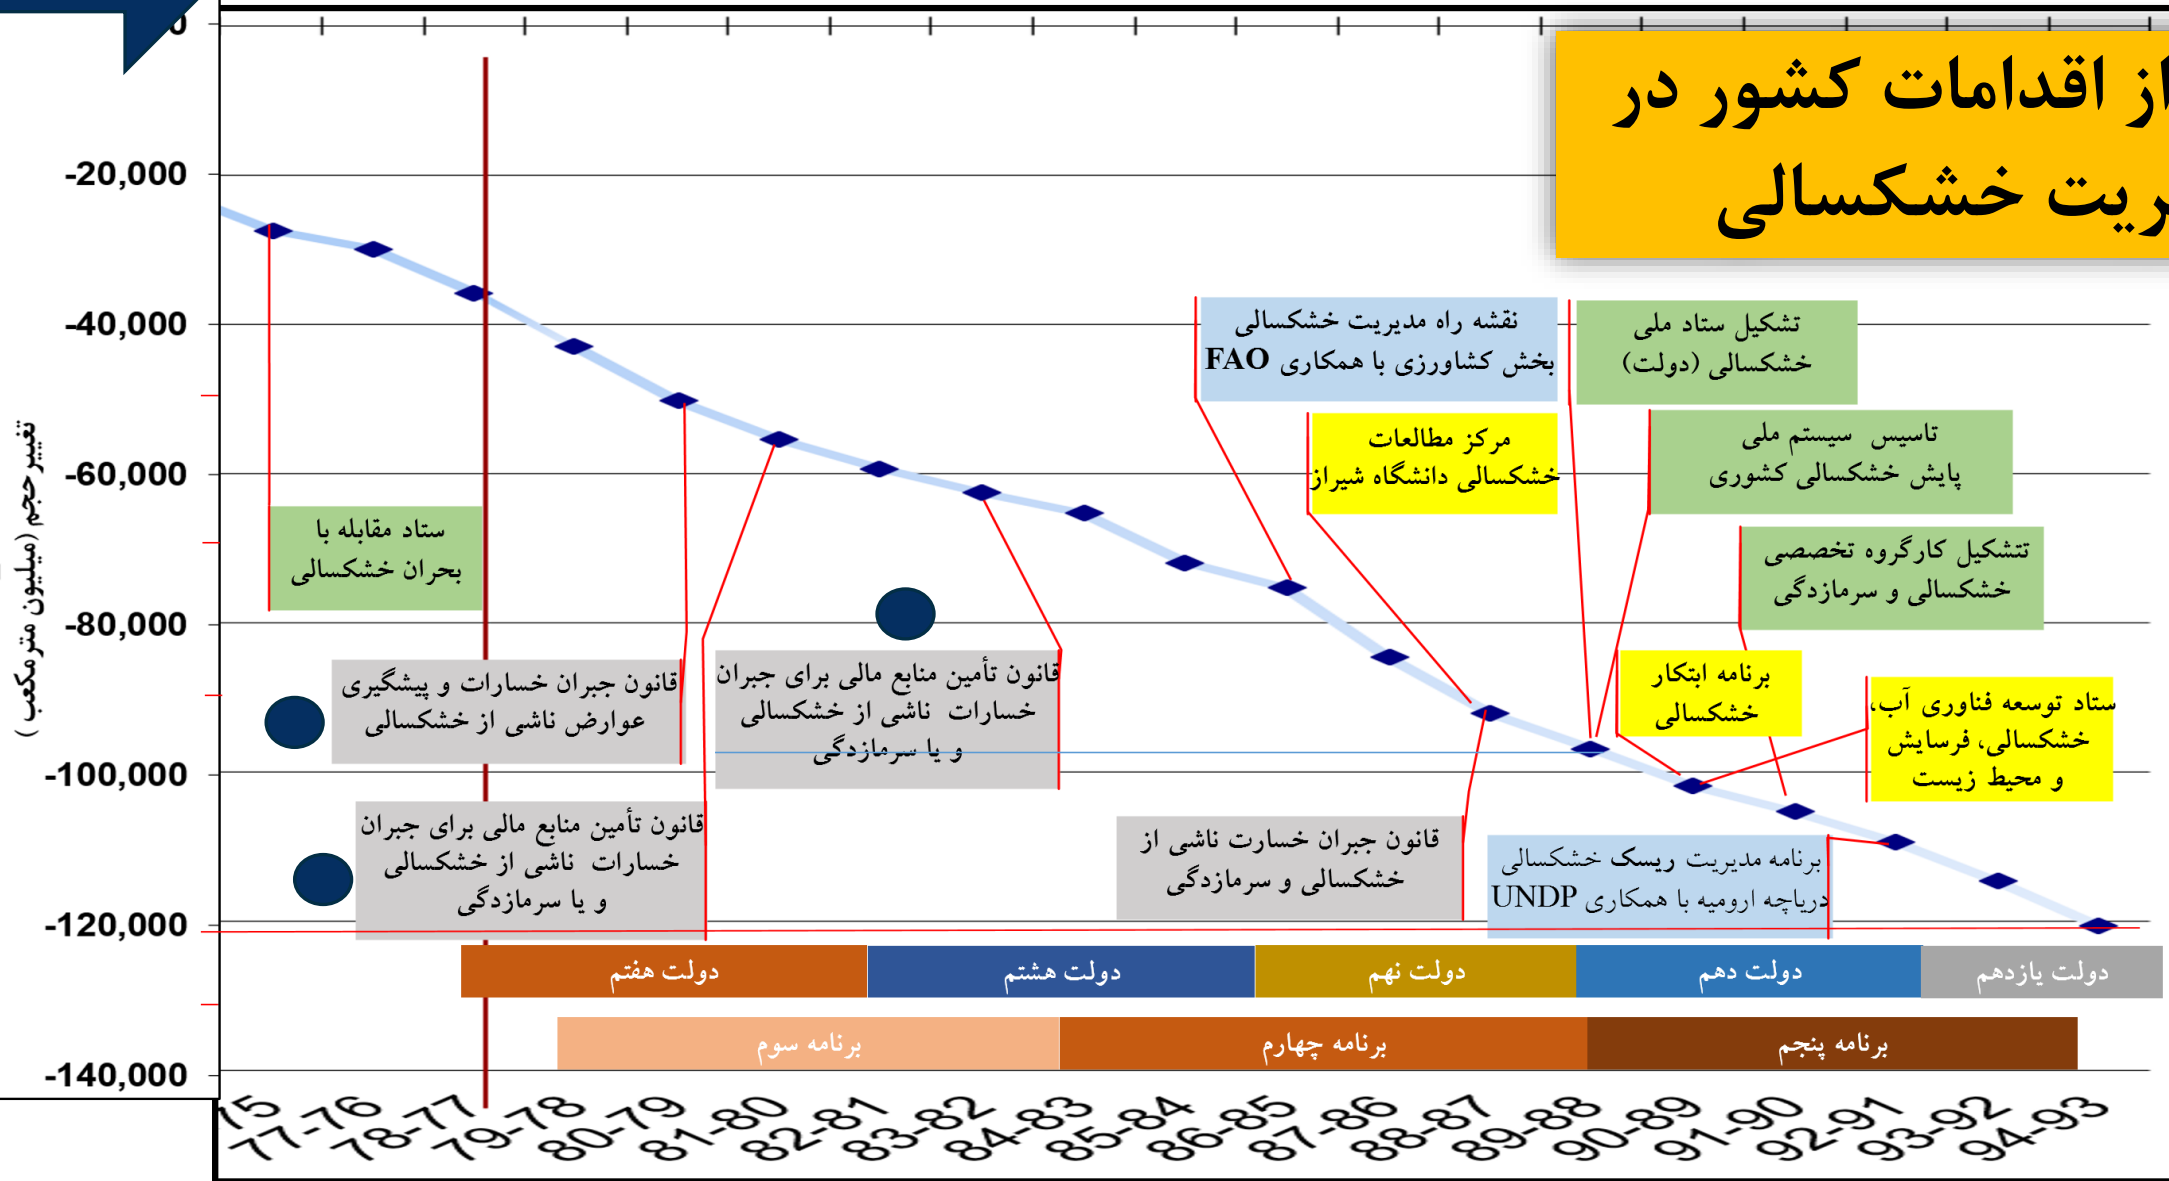 از اقدامات کشور در
خشکسالی
0
-20,000
-40,000
-60,000
-80,000
-100,000
-120,000
-140,000
تغییر حجم (میلیون مترمکعب )
نقشه راه مدیریت خشکسالی
بخش کشاورزی با همکاری FAO
تشکیل ستاد ملی
خشکسالی (دولت)
مرکز مطالعات
خشکسالی دانشگاه شیراز
تاسیس سیستم ملی
پایش خشکسالی کشوری
ستاد مقابله با
بحران خشکسالی
تتشکیل کارگروه تخصصی
خشکسالی و سرمازدگی
قانون جبران خسارات و پیشگیری
عوارض ناشی از خشکسالی
قانون تأمین منابع مالی برای جبران
خسارات ناشی از خشکسالی
و یا سرمازدگی
برنامه ابتکار
خشکسالی
ستاد توسعه فناوری آب،
خشکسالی، فرسایش
و محیط زیست
قانون تأمین منابع مالی برای جبران
خسارات ناشی از خشکسالی
و یا سرمازدگی
قانون جبران خسارت ناشی از
خشکسالی و سرمازدگی
برنامه مدیریت ریسک خشکسالی
دریاچه ارومیه با همکاری UNDP
دولت هفتم
دولت هشتم
دولت نهم
دولت دهم
دولت یازدهم
برنامه سوم
برنامه چهارم
برنامه پنجم
77-76
78-77
79-78
80-79
81-80
82-81
83-82
84-83
85-84
86-85
87-86
88-87
89-88
90-89
91-90
92-91
93-92
94-93